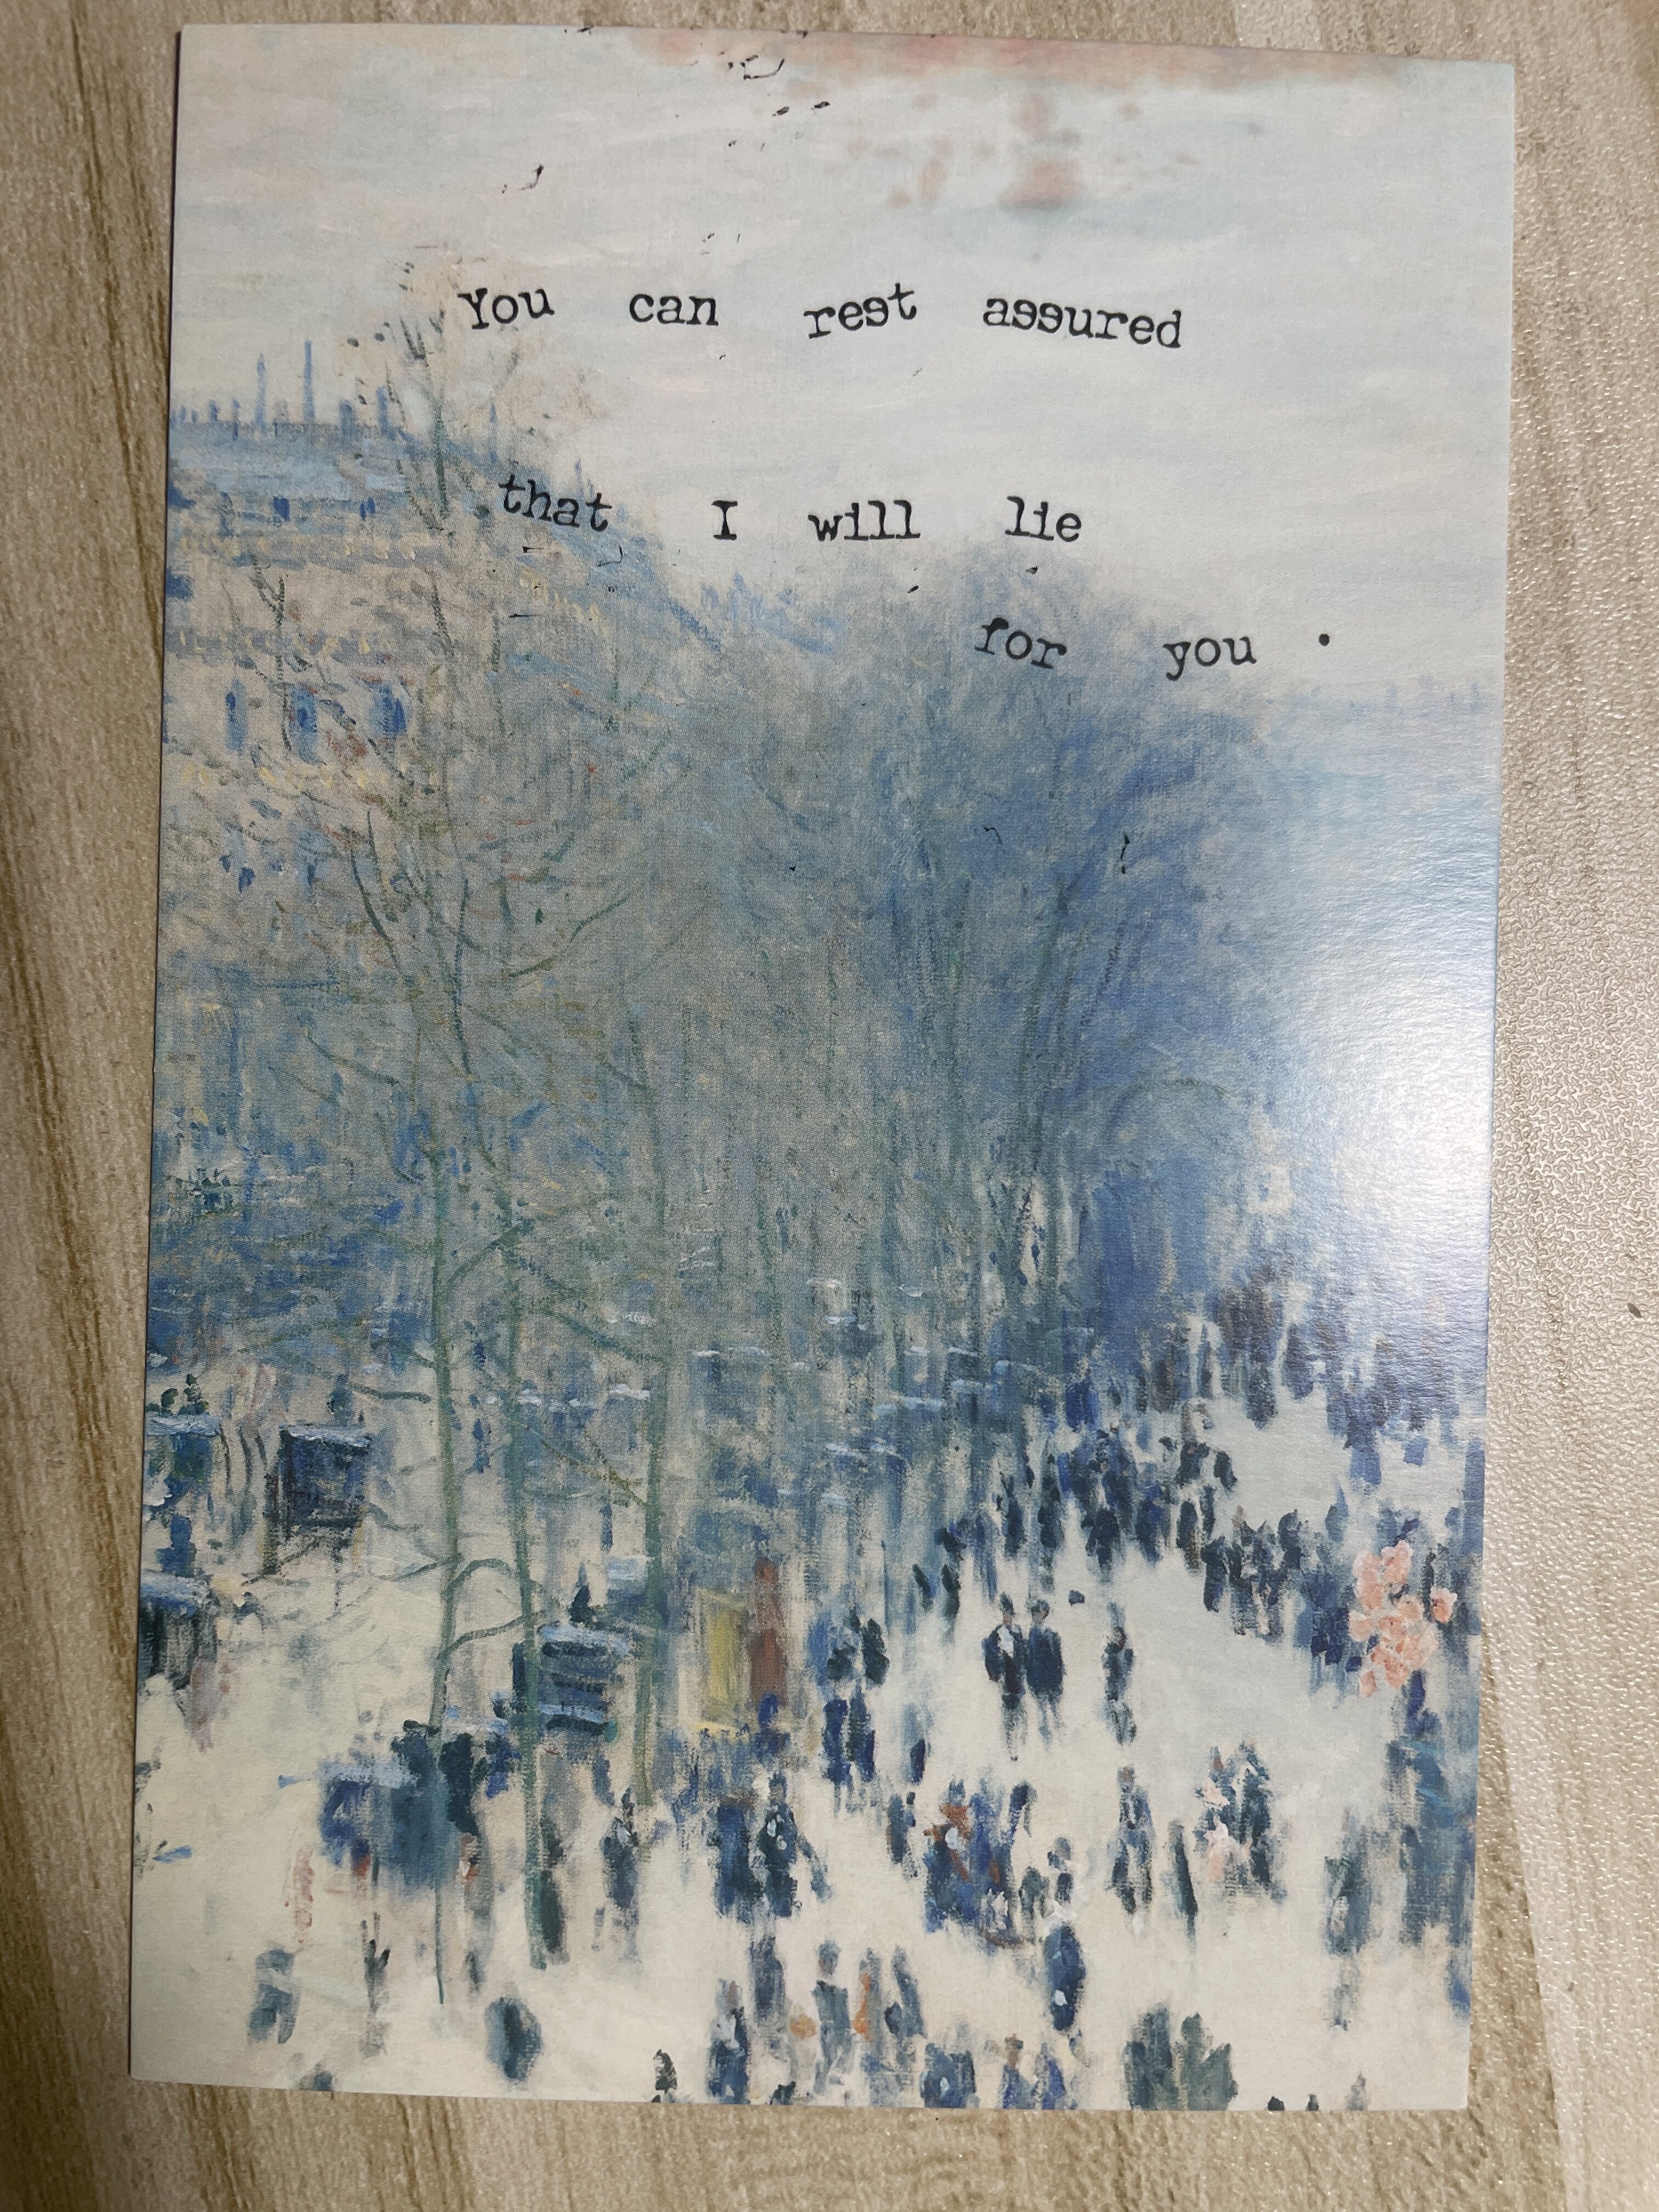 You can rest assured
that I will lie
for you.